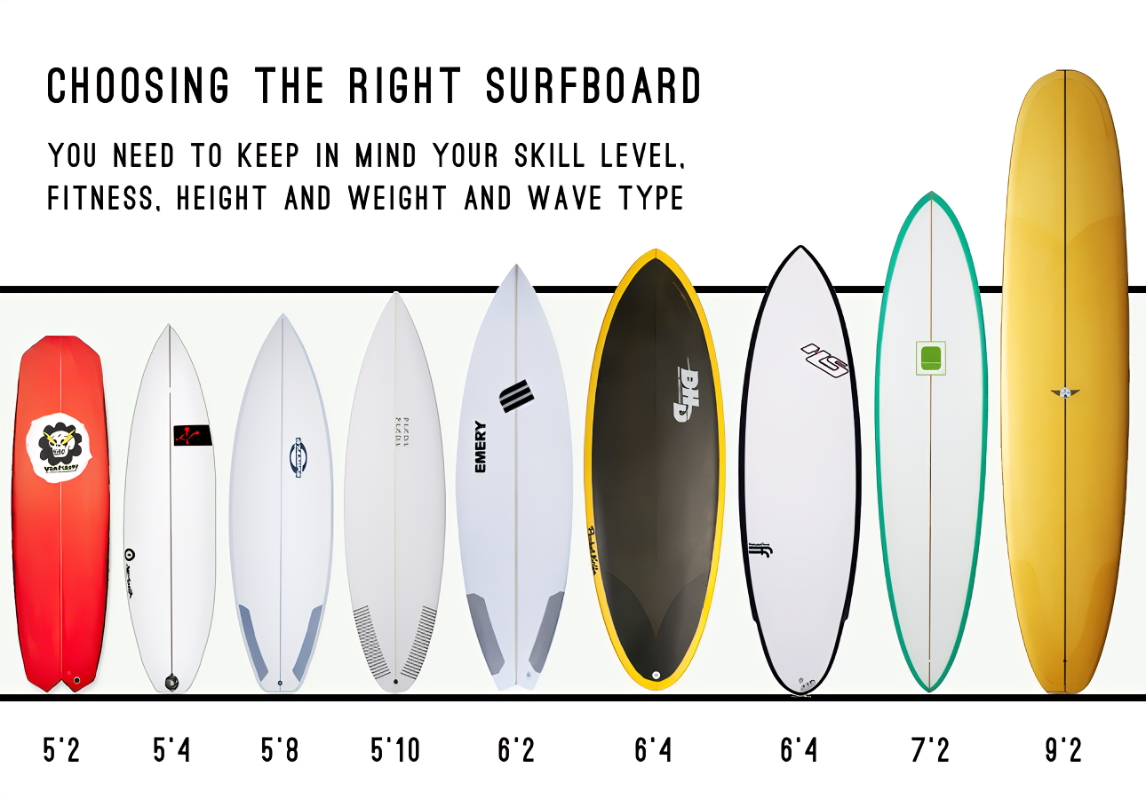 CHOOSING THE RIGHT SURFBOARD
YOU NEED TO KEEP IN MIND YOUR SKILL LEVEL,
FITNESS, HEIGHT AND WEIGHT AND WAVE TYPE
EMERY
DHD
HS
5'2
5'4
5'8
5'10
6'2
6'4
6'4
7'2
9'2